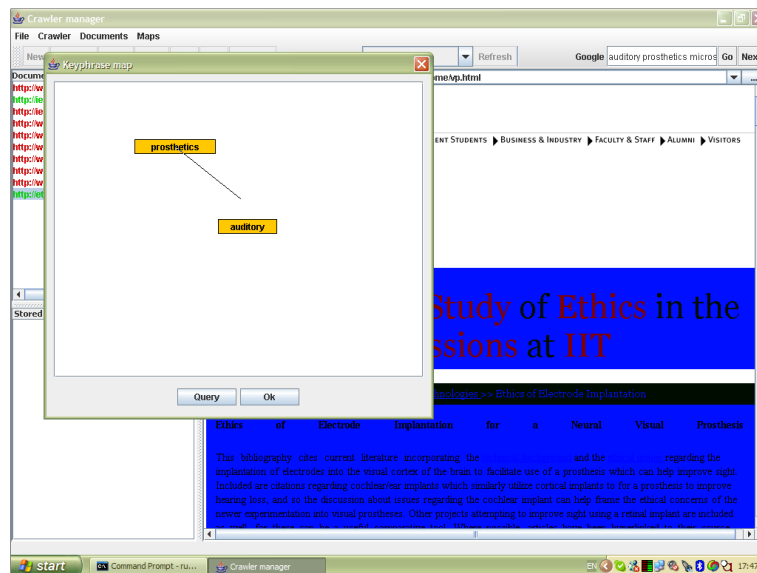 Crawler manager
File Crawler Documents Maps
New
Refresh
Google auditory prosthetics micros Go Nex
Keyphrase map
Docume
me/vp.html
...
http://w
http://ie
http://ie
http://w
http://w
http://w
http://w
http://w
http://w
http://et
ENT STUDENTS BUSINESS & INDUSTRY FACULTY & STAFF ALUMNI VISITORS
prosthetics
auditory
Stored
Study of Ethics in the
ssions at IIT
Query Ok
hnologies >> Ethics of Electrode Implantation
Ethics of Electrode Implantation for a Neural Visual Prosthesis
This bibliography cites current literature incorporating the and the regarding the
implantation of electrodes into the visual cortex of the brain to facilitate use of a prosthesis which can help improve sight.
Included are citations regarding cochlear/ear implants which similarly utilize cortical implants to for a prosthesis to improve
hearing loss, and so the discussion about issues regarding the cochlear implant can help frame the ethical concerns of the
newer experimentation into visual prostheses. Other projects attempting to improve sight using a retinal implant are included
start Command Prompt - ru... Crawler manager EN 17:47